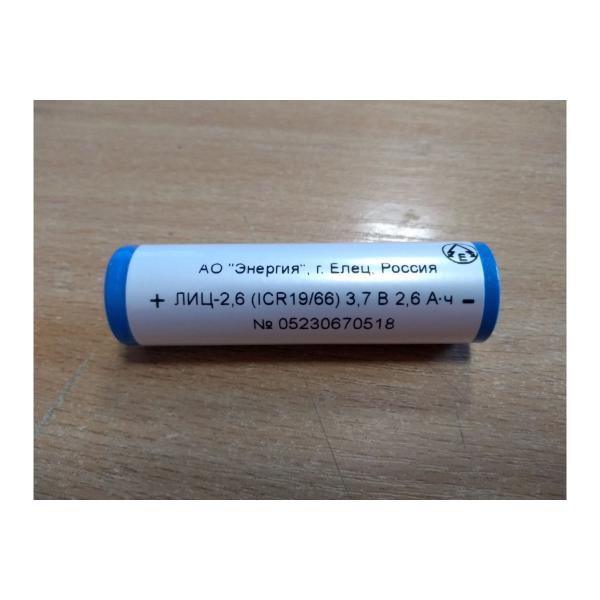 АО "Энергия", г. Елец, Россия
Е
+ ЛИЦ-2,6 (ICR19/66) 3,7 В 2,6 А·ч -
№ 05230670518